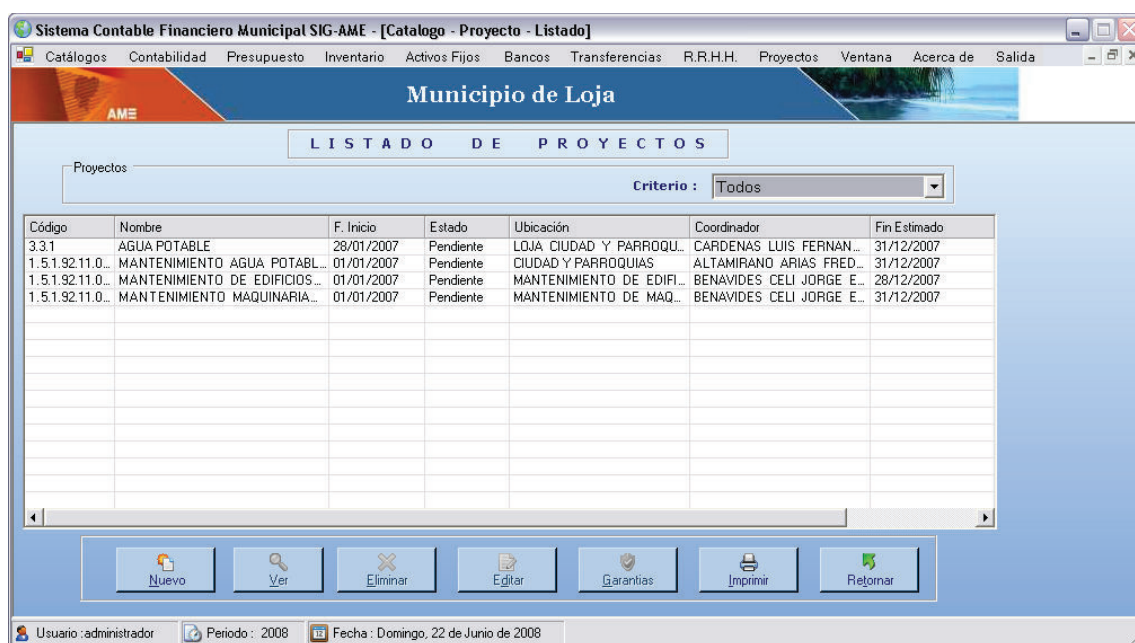 Sistema Contable Financiero Municipal SIG-AME - [Catalogo - Proyecto - Listado]
Catálogos Contabilidad Presupuesto Inventario Activos Fijos Bancos Transferencias R.R.H.H. Proyectos Ventana Acerca de Salida
AME Municipio de Loja
LISTADO DE PROYECTOS
Proyectos
Criterio : Todos
Código Nombre F. Inicio Estado Ubicación Coordinador Fin Estimado
3.3.1 AGUA POTABLE 28/01/2007 Pendiente LOJA CIUDAD Y PARROQU... CARDENAS LUIS FERNAN... 31/12/2007
1.5.1.92.11.0... MANTENIMIENTO AGUA POTABL... 01/01/2007 Pendiente CIUDAD Y PARROQUIAS ALTAMIRANO ARIAS FRED... 31/12/2007
1.5.1.92.11.0... MANTENIMIENTO DE EDIFICIOS... 01/01/2007 Pendiente MANTENIMIENTO DE EDIFI... BENAVIDES CELI JORGE E... 28/12/2007
1.5.1.92.11.0... MANTENIMIENTO MAQUINARIA... 01/01/2007 Pendiente MANTENIMIENTO DE MAQ... BENAVIDES CELI JORGE E... 31/12/2007
Nuevo Ver Eliminar Editar Garantias Imprimir Retornar
Usuario :administrador Periodo : 2008 12 Fecha : Domingo, 22 de Junio de 2008